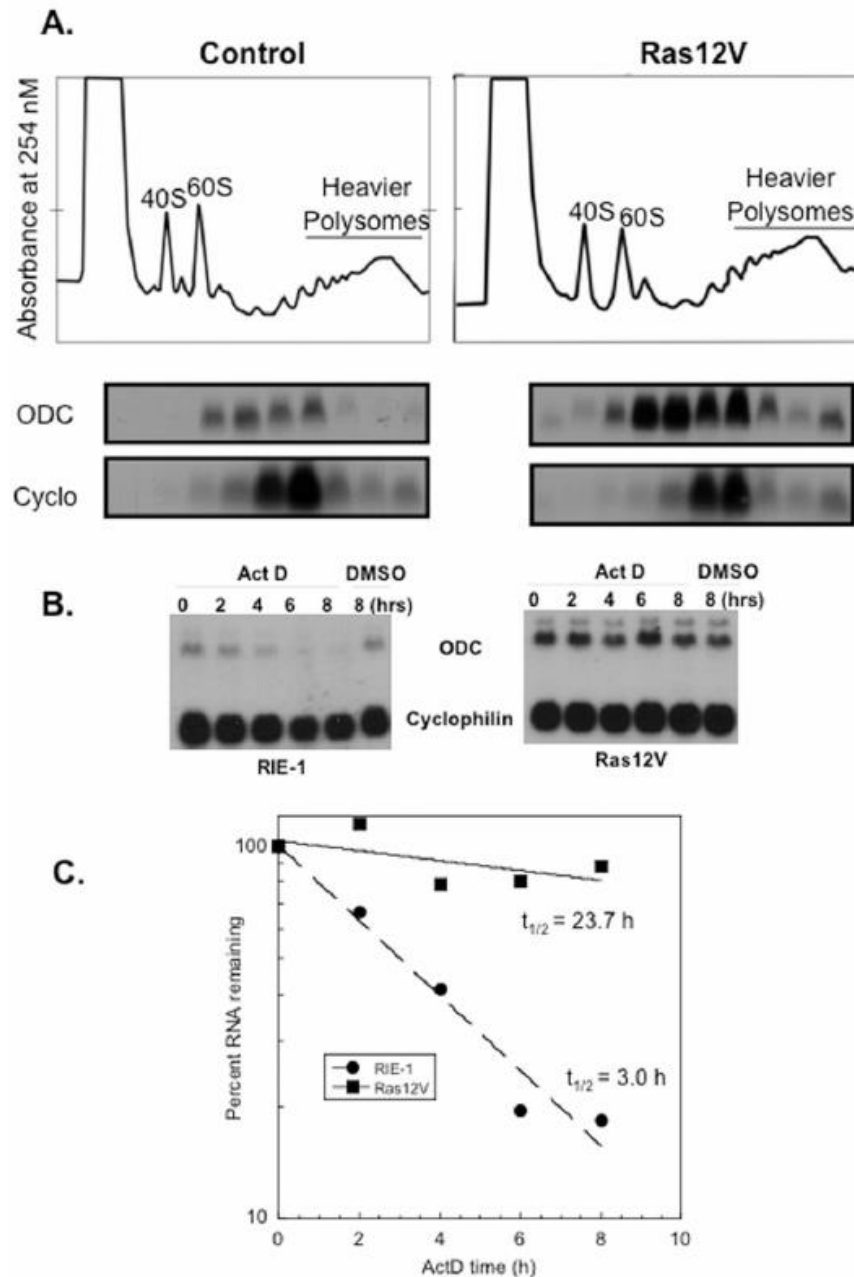 A.
Control
Ras12V
Absorbance at 254 nM
40S
60S
Heavier
Polysomes
40S
60S
Heavier
Polysomes
ODC
Cyclo
B.
Act D DMSO
0 2 4 6 8 8 (hrs)
Act D DMSO
0 2 4 6 8 8 (hrs)
ODC
Cyclophilin
RIE-1
Ras12V
C.
Percent RNA remaining
100
10
t1/2 = 23.7 h
t1/2 = 3.0 h
RIE-1
Ras12V
0 2 4 6 8 10
ActD time (h)